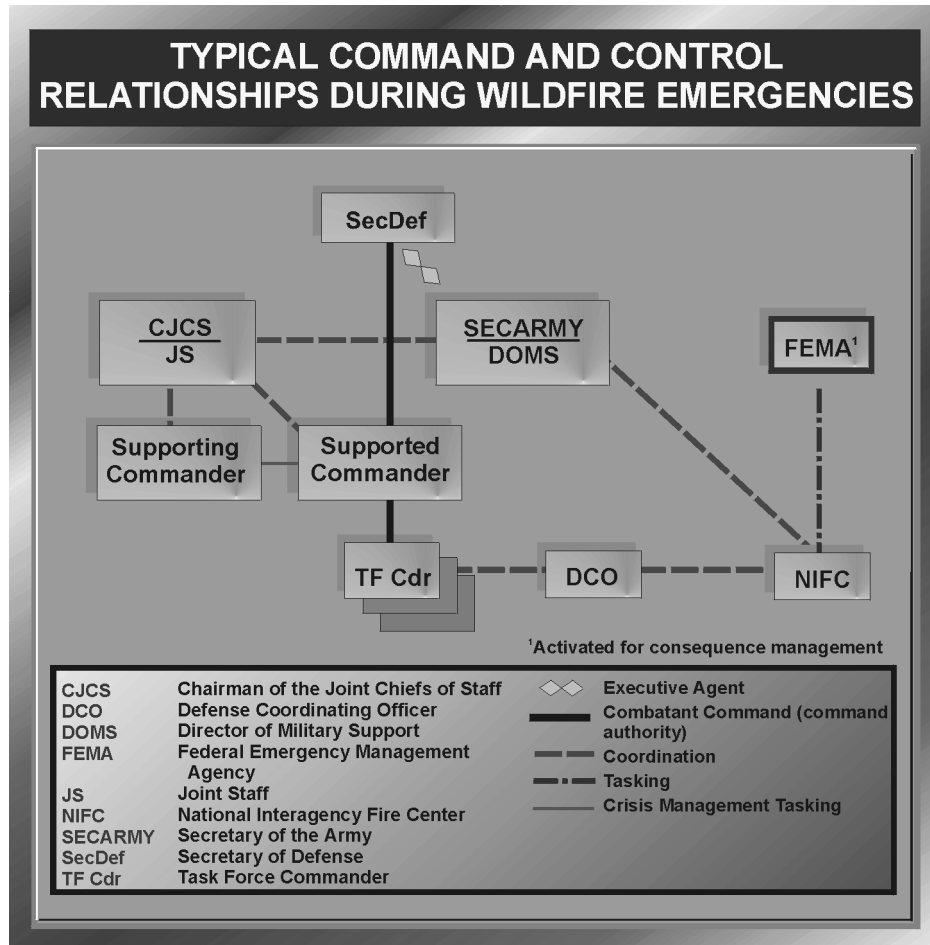 TYPICAL COMMAND AND CONTROL
RELATIONSHIPS DURING WILDFIRE EMERGENCIES
SecDef
CJCS
JS
SECARMY
DOMS
FEMA¹
Supporting
Commander
Supported
Commander
TF Cdr
DCO
NIFC
¹Activated for consequence management
CJCS Chairman of the Joint Chiefs of Staff
DCO Defense Coordinating Officer
DOMS Director of Military Support
FEMA Federal Emergency Management
Agency
JS Joint Staff
NIFC National Interagency Fire Center
SECARMY Secretary of the Army
SecDef Secretary of Defense
TF Cdr Task Force Commander
Executive Agent
Combatant Command (command
authority)
Coordination
Tasking
Crisis Management Tasking